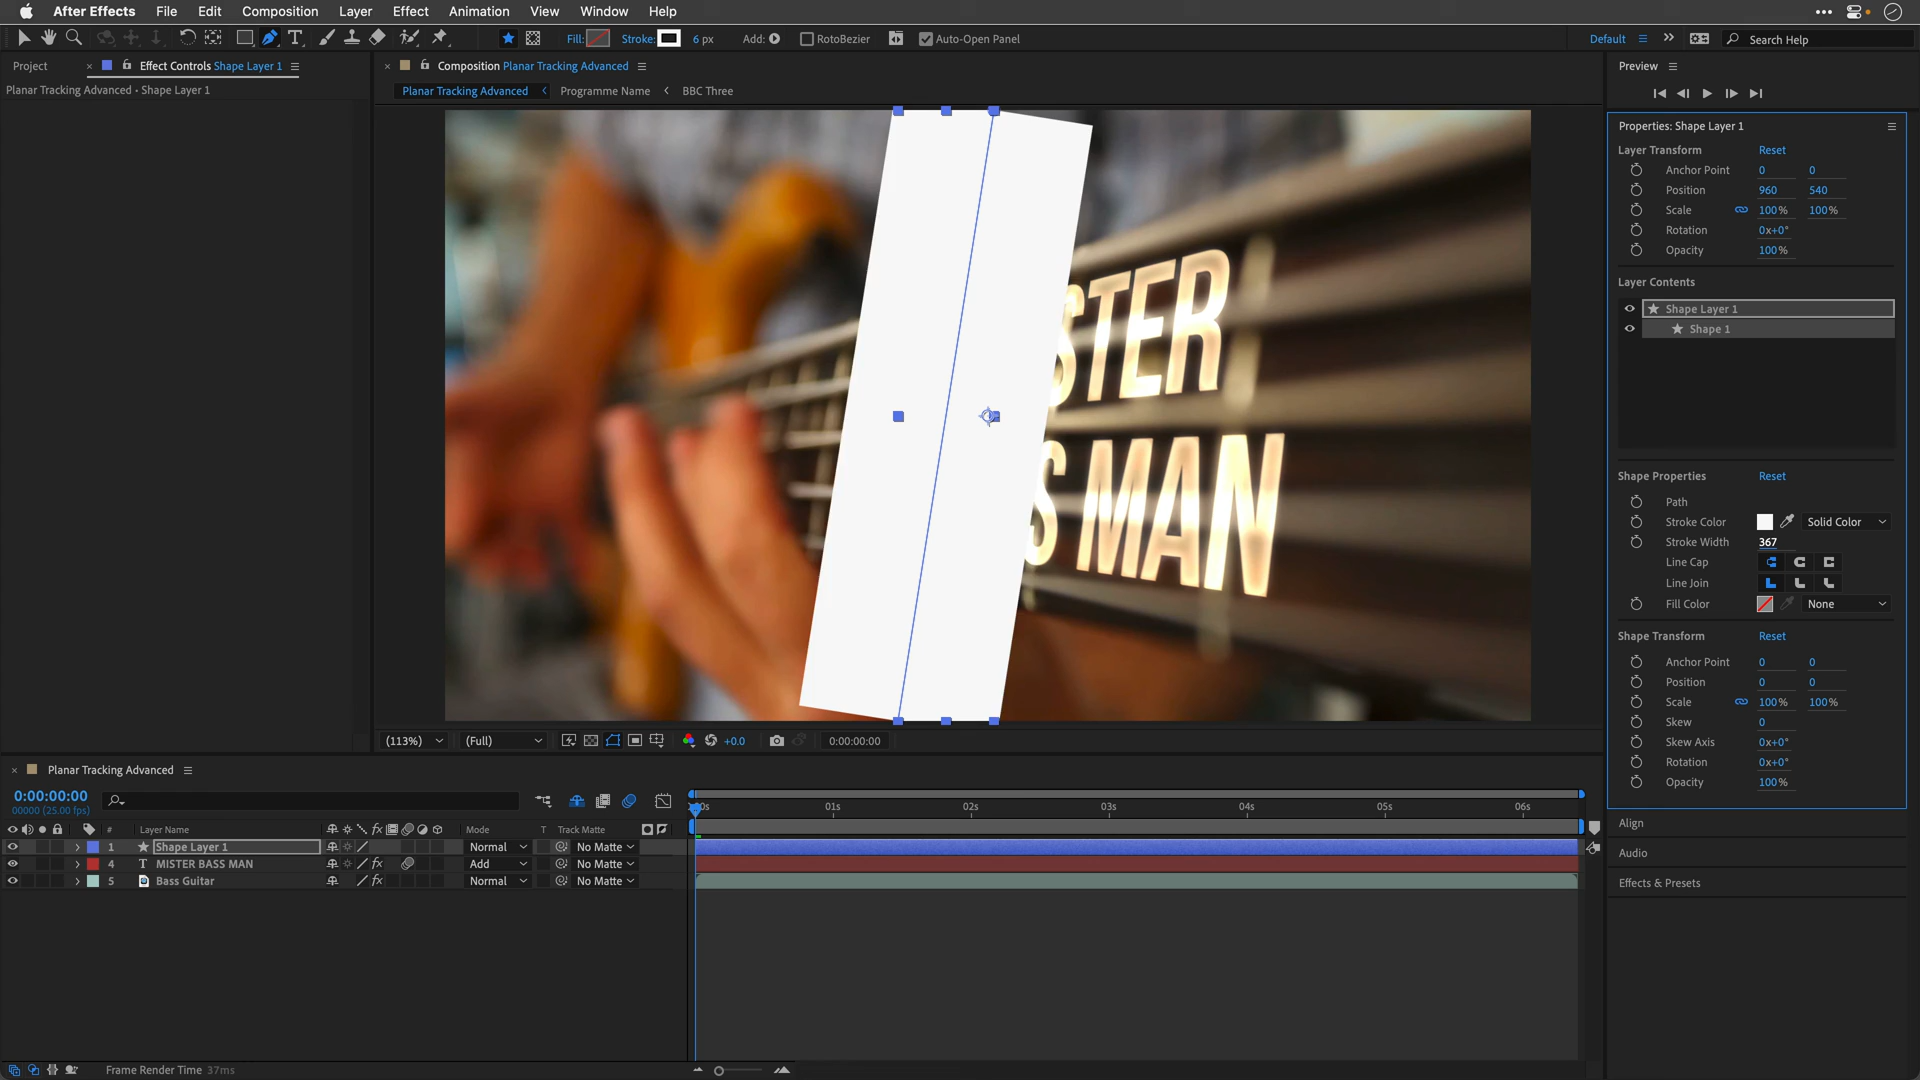 After Effects File Edit Composition Layer Effect Animation View Window Help
Fill: Stroke: 6 px Add: RotoBezier Auto-Open Panel Default Search Help
Project Effect Controls Shape Layer 1
Planar Tracking Advanced • Shape Layer 1
Composition Planar Tracking Advanced
Planar Tracking Advanced Programme Name BBC Three
STER
S MAN
(113%) (Full) +0.0 0:00:00:00
Preview
Properties: Shape Layer 1
Layer Transform Reset
Anchor Point 0 0
Position 960 540
Scale 100% 100%
Rotation 0x+0°
Opacity 100%
Layer Contents
Shape Layer 1
Shape 1
Shape Properties Reset
Path
Stroke Color Solid Color
Stroke Width 367
Line Cap
Line Join
Fill Color None
Shape Transform Reset
Anchor Point 0 0
Position 0 0
Scale 100% 100%
Skew 0
Skew Axis 0x+0°
Rotation 0x+0°
Opacity 100%
Align
Audio
Effects & Presets
Planar Tracking Advanced
0:00:00:00
00000 (25.00 fps)
:00s 01s 02s 03s 04s 05s 06s
# Layer Name Mode T Track Matte
1 Shape Layer 1 Normal No Matte
4 T MISTER BASS MAN Add No Matte
5 Bass Guitar Normal No Matte
Frame Render Time 37ms